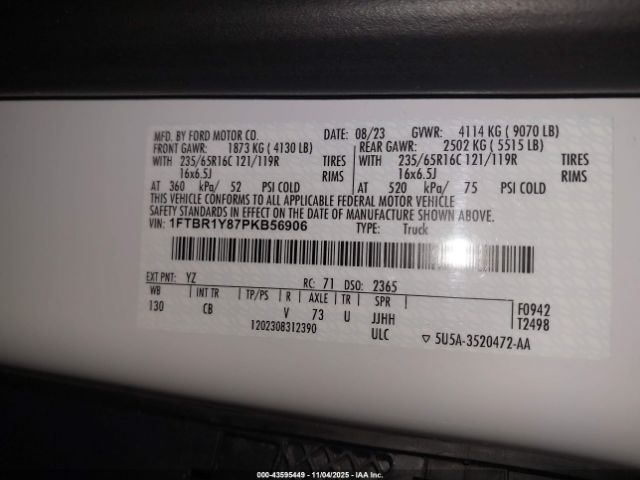 MFD. BY FORD MOTOR CO. DATE: 08/23 GVWR: 4114 KG ( 9070 LB)
FRONT GAWR: 1873 KG ( 4130 LB) REAR GAWR: 2502 KG ( 5515 LB)
WITH 235/65R16C 121/119R TIRES WITH 235/65R16C 121/119R TIRES
16x6.5J RIMS 16x6.5J RIMS
AT 360 kPa/ 52 PSI COLD AT 520 kPa/ 75 PSI COLD
THIS VEHICLE CONFORMS TO ALL APPLICABLE FEDERAL MOTOR VEHICLE
SAFETY STANDARDS IN EFFECT ON THE DATE OF MANUFACTURE SHOWN ABOVE.
VIN: 1FTBR1Y87PKB56906 TYPE: Truck
EXT PNT: YZ RC: 71 DSO: 2365
WB INT TR TP/PS R AXLE TR SPR F0942
130 CB V 73 U JJHH T2498
1202308312390 ULC ▽ 5U5A-3520472-AA
000-43595449 - 11/04/2025 - IAAI.com